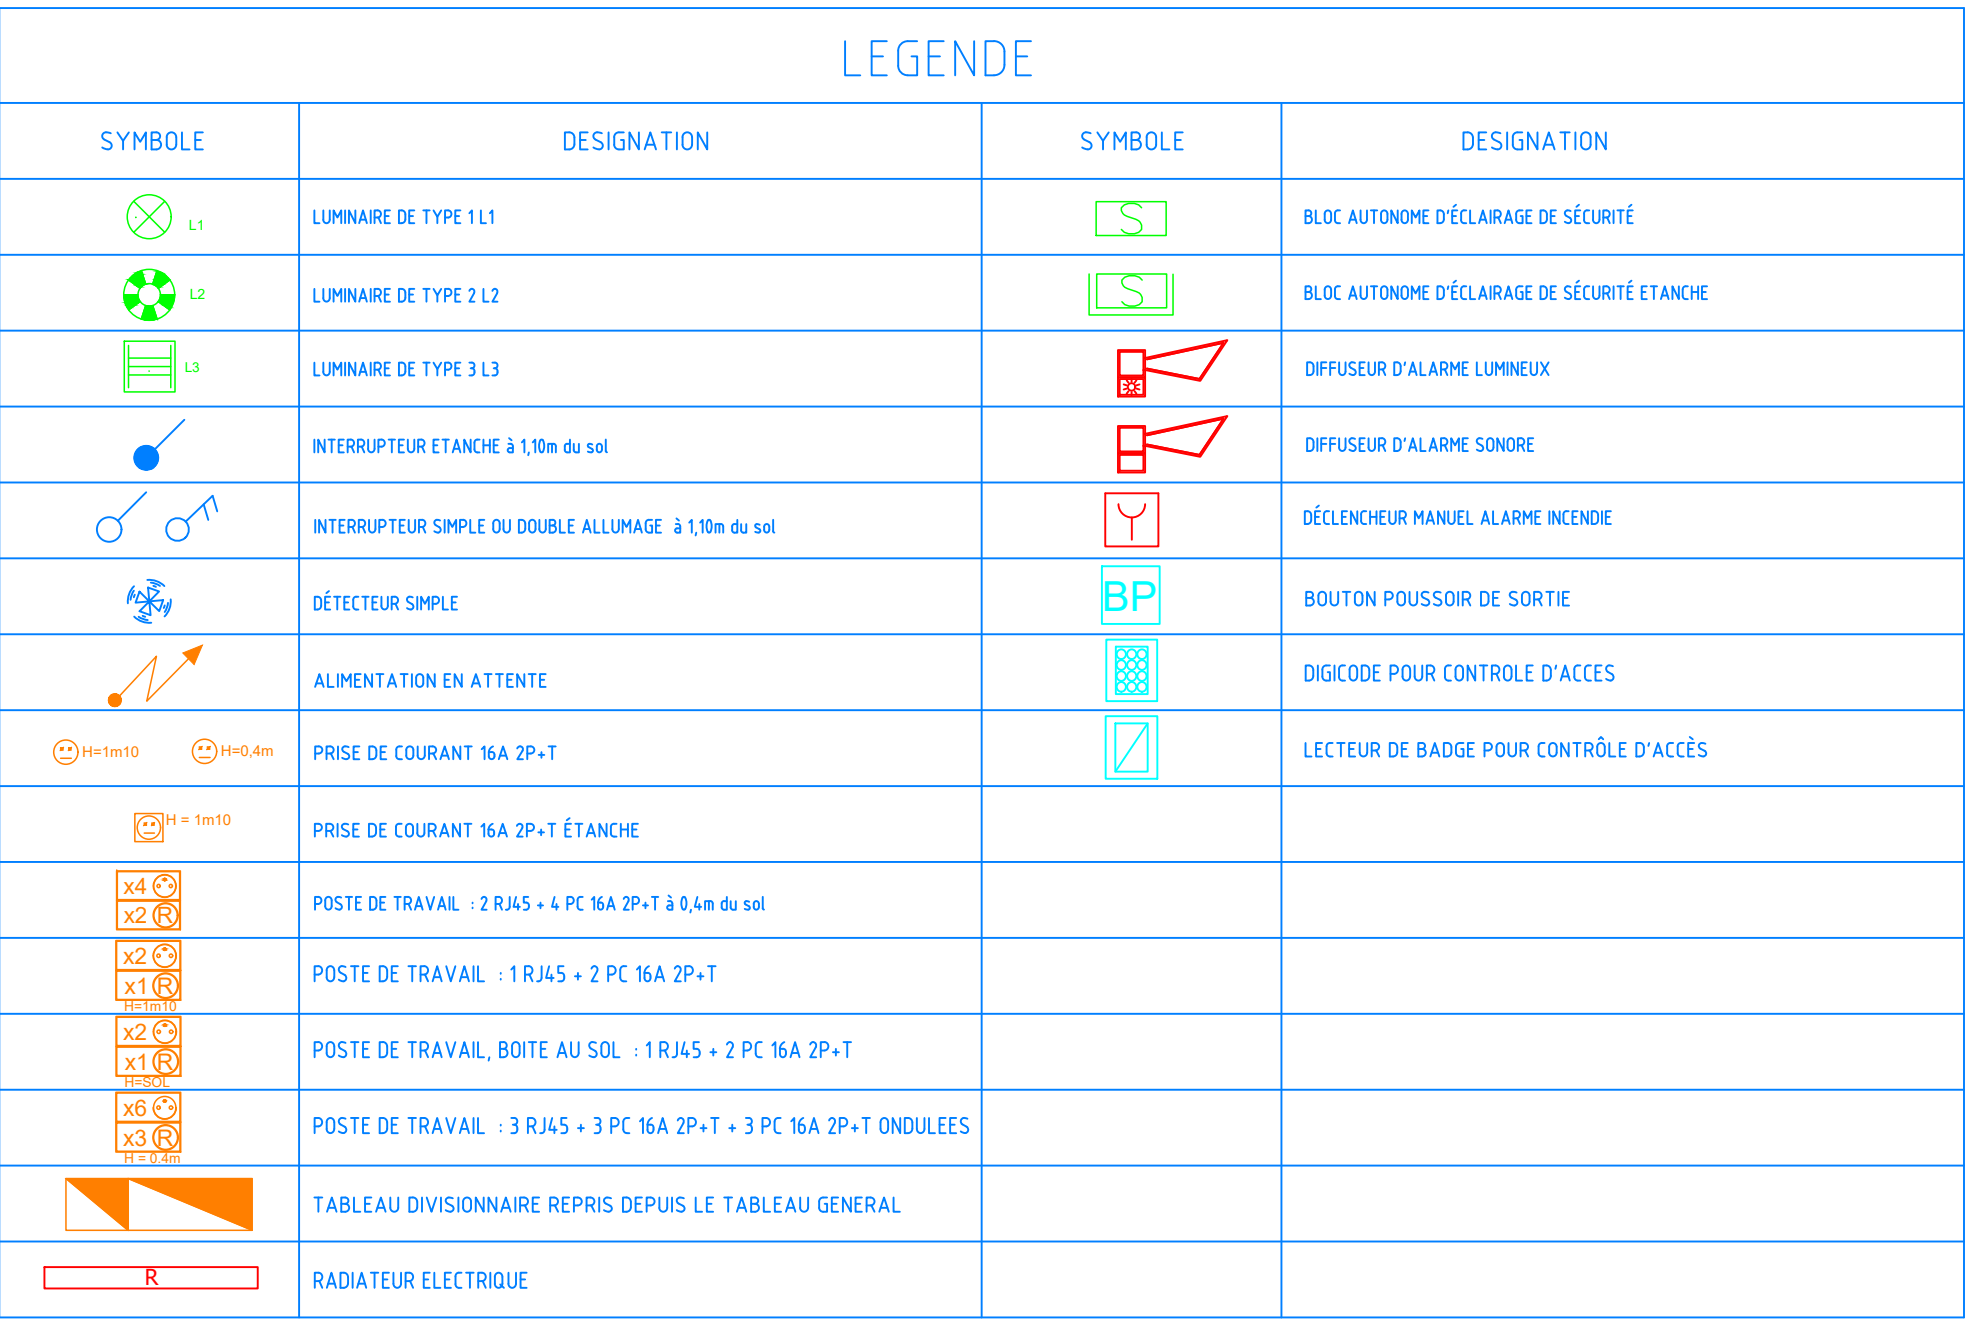 LEGENDE
SYMBOLE DESIGNATION SYMBOLE DESIGNATION
L1 LUMINAIRE DE TYPE 1 L1 S BLOC AUTONOME D'ÉCLAIRAGE DE SÉCURITÉ
L2 LUMINAIRE DE TYPE 2 L2 S BLOC AUTONOME D'ÉCLAIRAGE DE SÉCURITÉ ETANCHE
L3 LUMINAIRE DE TYPE 3 L3 DIFFUSEUR D'ALARME LUMINEUX
INTERRUPTEUR ETANCHE à 1,10m du sol DIFFUSEUR D'ALARME SONORE
INTERRUPTEUR SIMPLE OU DOUBLE ALLUMAGE à 1,10m du sol DÉCLENCHEUR MANUEL ALARME INCENDIE
DÉTECTEUR SIMPLE BP BOUTON POUSSOIR DE SORTIE
ALIMENTATION EN ATTENTE DIGICODE POUR CONTROLE D'ACCES
H=1m10 H=0,4m PRISE DE COURANT 16A 2P+T LECTEUR DE BADGE POUR CONTRÔLE D'ACCÈS
H = 1m10 PRISE DE COURANT 16A 2P+T ÉTANCHE
x4
x2 R POSTE DE TRAVAIL : 2 RJ45 + 4 PC 16A 2P+T à 0,4m du sol
x2
x1 R POSTE DE TRAVAIL : 1 RJ45 + 2 PC 16A 2P+T
H=1m10
x2
x1 R POSTE DE TRAVAIL, BOITE AU SOL : 1 RJ45 + 2 PC 16A 2P+T
H=SOL
x6
x3 R POSTE DE TRAVAIL : 3 RJ45 + 3 PC 16A 2P+T + 3 PC 16A 2P+T ONDULEES
H = 0.4m
TABLEAU DIVISIONNAIRE REPRIS DEPUIS LE TABLEAU GENERAL
R RADIATEUR ELECTRIQUE